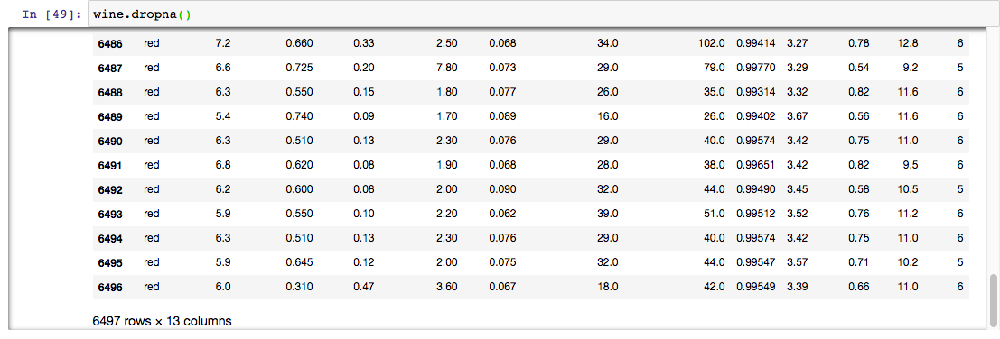 In [49]: wine.dropna()
6486 red 7.2 0.660 0.33 2.50 0.068 34.0 102.0 0.99414 3.27 0.78 12.8 6
6487 red 6.6 0.725 0.20 7.80 0.073 29.0 79.0 0.99770 3.29 0.54 9.2 5
6488 red 6.3 0.550 0.15 1.80 0.077 26.0 35.0 0.99314 3.32 0.82 11.6 6
6489 red 5.4 0.740 0.09 1.70 0.089 16.0 26.0 0.99402 3.67 0.56 11.6 6
6490 red 6.3 0.510 0.13 2.30 0.076 29.0 40.0 0.99574 3.42 0.75 11.0 6
6491 red 6.8 0.620 0.08 1.90 0.068 28.0 38.0 0.99651 3.42 0.82 9.5 6
6492 red 6.2 0.600 0.08 2.00 0.090 32.0 44.0 0.99490 3.45 0.58 10.5 5
6493 red 5.9 0.550 0.10 2.20 0.062 39.0 51.0 0.99512 3.52 0.76 11.2 6
6494 red 6.3 0.510 0.13 2.30 0.076 29.0 40.0 0.99574 3.42 0.75 11.0 6
6495 red 5.9 0.645 0.12 2.00 0.075 32.0 44.0 0.99547 3.57 0.71 10.2 5
6496 red 6.0 0.310 0.47 3.60 0.067 18.0 42.0 0.99549 3.39 0.66 11.0 6
6497 rows × 13 columns